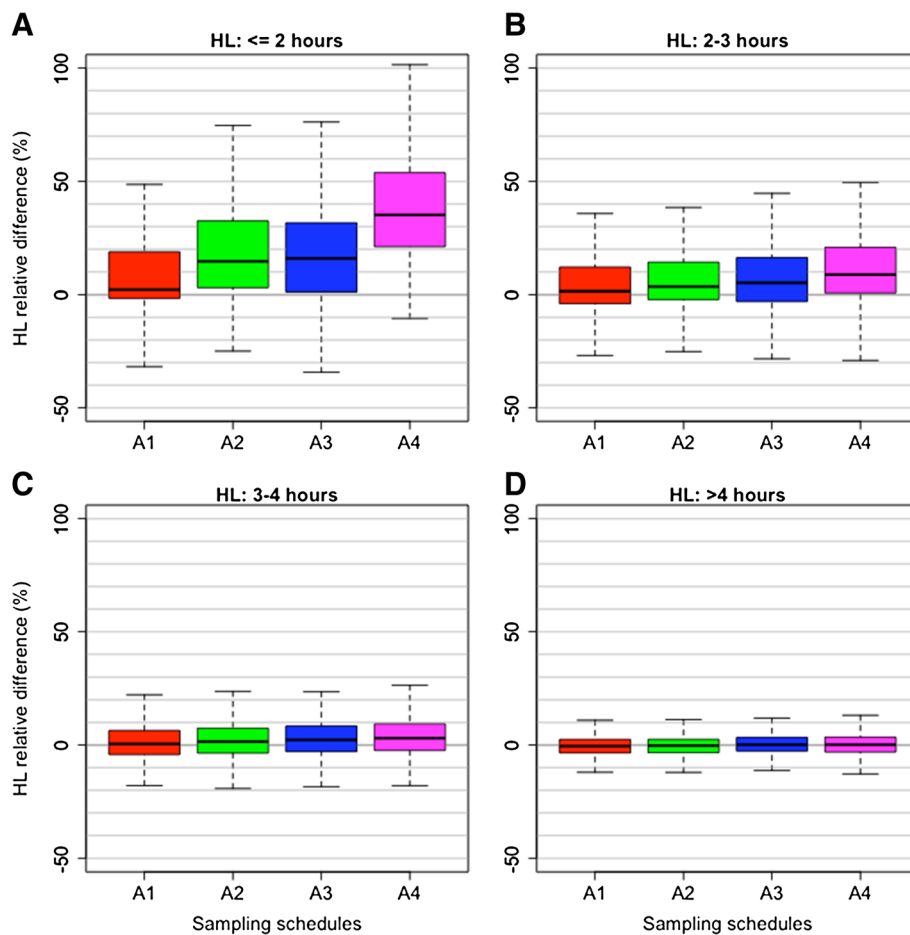 A
HL: <= 2 hours
HL relative difference (%)
100
50
0
-50
A1 A2 A3 A4
B
HL: 2-3 hours
100
50
0
-50
A1 A2 A3 A4
C
HL: 3-4 hours
HL relative difference (%)
100
50
0
-50
A1 A2 A3 A4
Sampling schedules
D
HL: >4 hours
100
50
0
-50
A1 A2 A3 A4
Sampling schedules